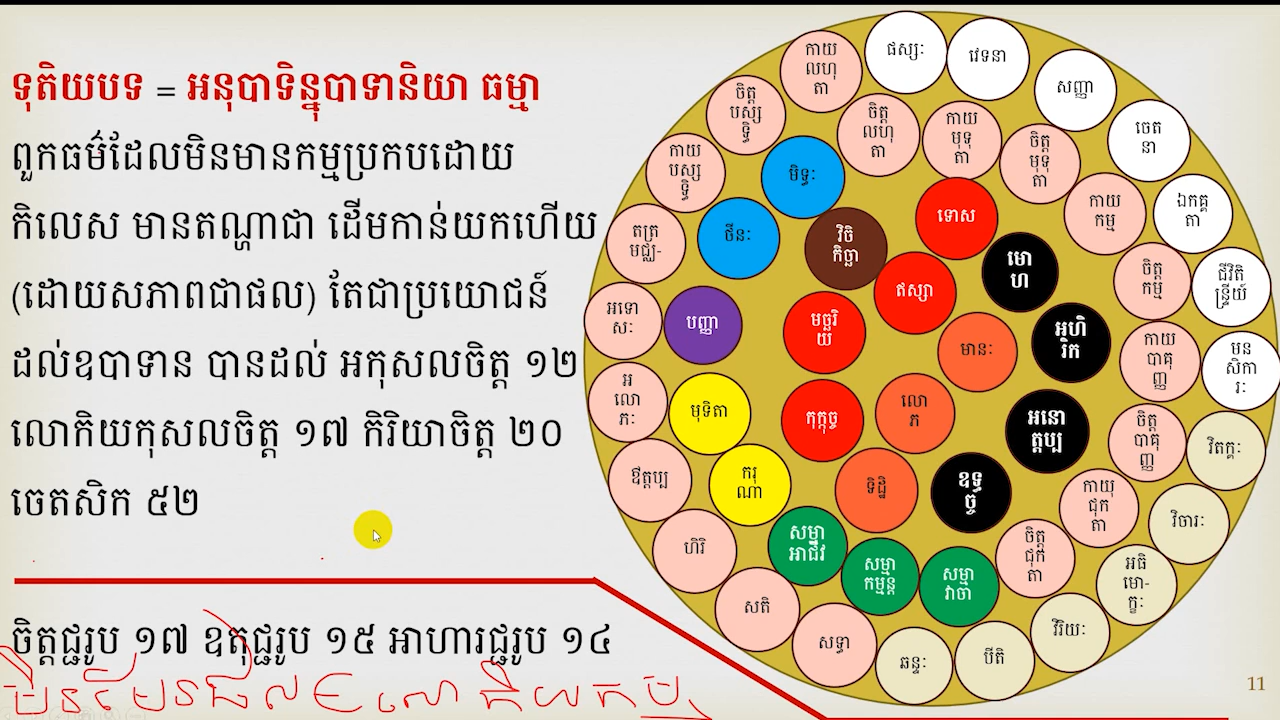 ទុតិយបទ = អនុបាទិន្នុបាទានិយា ធម្មា
ពួកធម៌ដែលមិនមានកម្មប្រកបដោយ
កិលេស មានតណ្ហាជា ដើមកាន់យកហើយ
(ដោយសភាពជាផល) តែជាប្រយោជន៍
ដល់ឧបាទាន បានដល់ អកុសលចិត្ត ១២
លោកិយកុសលចិត្ត ១៧ កិរិយាចិត្ត ២០
ចេតសិក ៥២
ចិត្តជ្ជរូប ១៧ ឧតុជ្ជរូប ១៥ អាហារជ្ជរូប ១៤
មិនមែនផល
លោកិយកម្ម
ផស្សៈ
វេទនា
សញ្ញា
ចេត
នា
ឯកគ្គ
តា
ជីវិតិ
ន្ទ្រីយ៍
មន
សិការ
ៈ
វិតក្កៈ
វិចារៈ
អធិ
មោ-
ក្ខៈ
វិរិយៈ
បីតិ
ឆន្ទៈ
សទ្ធា
សតិ
ហិរិ
ឱត្តប្ប
អ
លោ
ភៈ
អទោ
សៈ
តត្រ
មជ្ឈ-
កាយ
បស្ស
ទ្ធិ
ចិត្ត
បស្ស
ទ្ធិ
កាយ
លហុ
តា
ចិត្ត
លហុ
តា
កាយ
មុទុ
តា
ចិត្ត
មុទុ
តា
កាយ
កម្ម
ចិត្ត
កម្ម
កាយ
បាគុ
ញ្ញ
ចិត្ត
បាគុ
ញ្ញ
កាយុ
ជុក
តា
ចិត្ត
ជុក
តា
សម្មា
វាចា
សម្មា
កម្មន្ត
សម្មា
អាជីវ
ករុ
ណា
មុទិតា
បញ្ញា
ថីនៈ
មិទ្ធៈ
វិចិ
កិច្ឆា
ទោស
ឥស្សា
មច្ឆរិ
យ
កុក្កុច្ច
មោ
ហ
អហិ
រិក
អនោ
ត្តប្ប
ឧទ្ធ
ច្ច
មានៈ
លោ
ភ
ទិដ្ឋិ
11